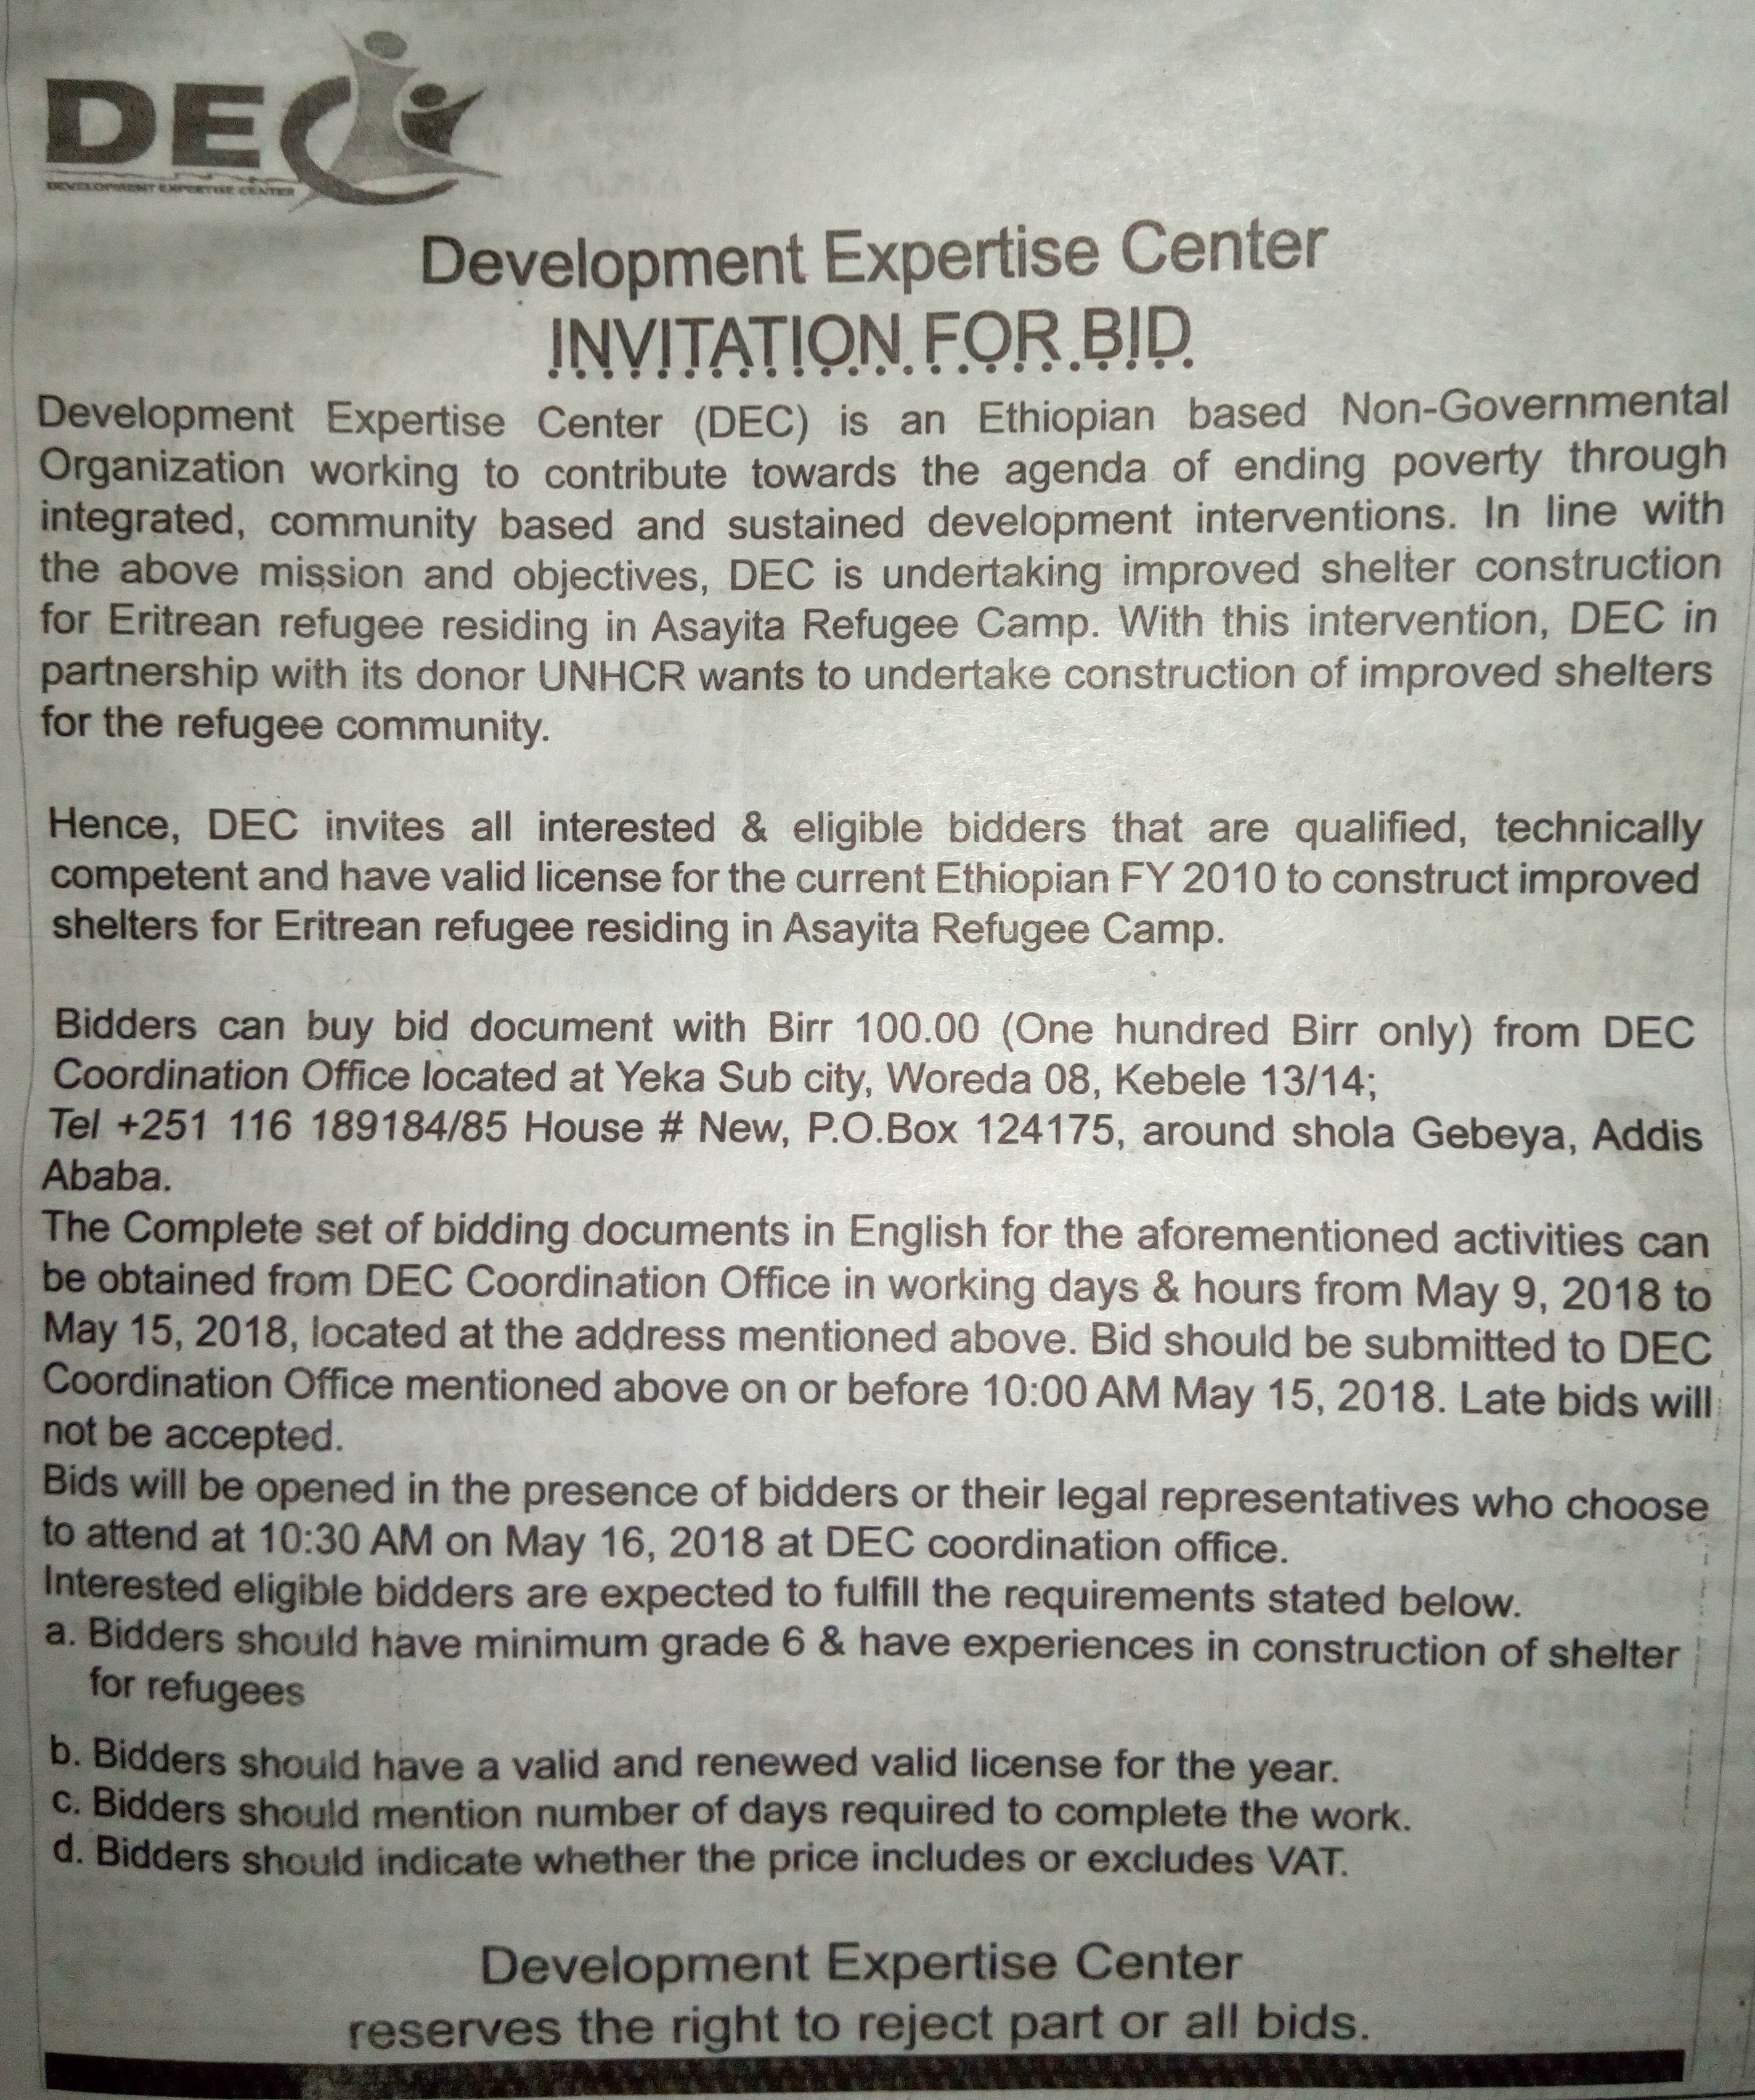 DEC
DEVELOPMENT EXPERTISE CENTER
Development Expertise Center
INVITATION FOR BID
Development Expertise Center (DEC) is an Ethiopian based Non-Governmental
Organization working to contribute towards the agenda of ending poverty through
integrated, community based and sustained development interventions. In line with
the above mission and objectives, DEC is undertaking improved shelter construction
for Eritrean refugee residing in Asayita Refugee Camp. With this intervention, DEC in
partnership with its donor UNHCR wants to undertake construction of improved shelters
for the refugee community.
Hence, DEC invites all interested & eligible bidders that are qualified, technically
competent and have valid license for the current Ethiopian FY 2010 to construct improved
shelters for Eritrean refugee residing in Asayita Refugee Camp.
Bidders can buy bid document with Birr 100.00 (One hundred Birr only) from DEC
Coordination Office located at Yeka Sub city, Woreda 08, Kebele 13/14;
Tel +251 116 189184/85 House # New, P.O.Box 124175, around shola Gebeya, Addis
Ababa.
The Complete set of bidding documents in English for the aforementioned activities can
be obtained from DEC Coordination Office in working days & hours from May 9, 2018 to
May 15, 2018, located at the address mentioned above. Bid should be submitted to DEC
Coordination Office mentioned above on or before 10:00 AM May 15, 2018. Late bids will
not be accepted.
Bids will be opened in the presence of bidders or their legal representatives who choose
to attend at 10:30 AM on May 16, 2018 at DEC coordination office.
Interested eligible bidders are expected to fulfill the requirements stated below.
a. Bidders should have minimum grade 6 & have experiences in construction of shelter
for refugees
b. Bidders should have a valid and renewed valid license for the year.
c. Bidders should mention number of days required to complete the work.
d. Bidders should indicate whether the price includes or excludes VAT.
Development Expertise Center
reserves the right to reject part or all bids.